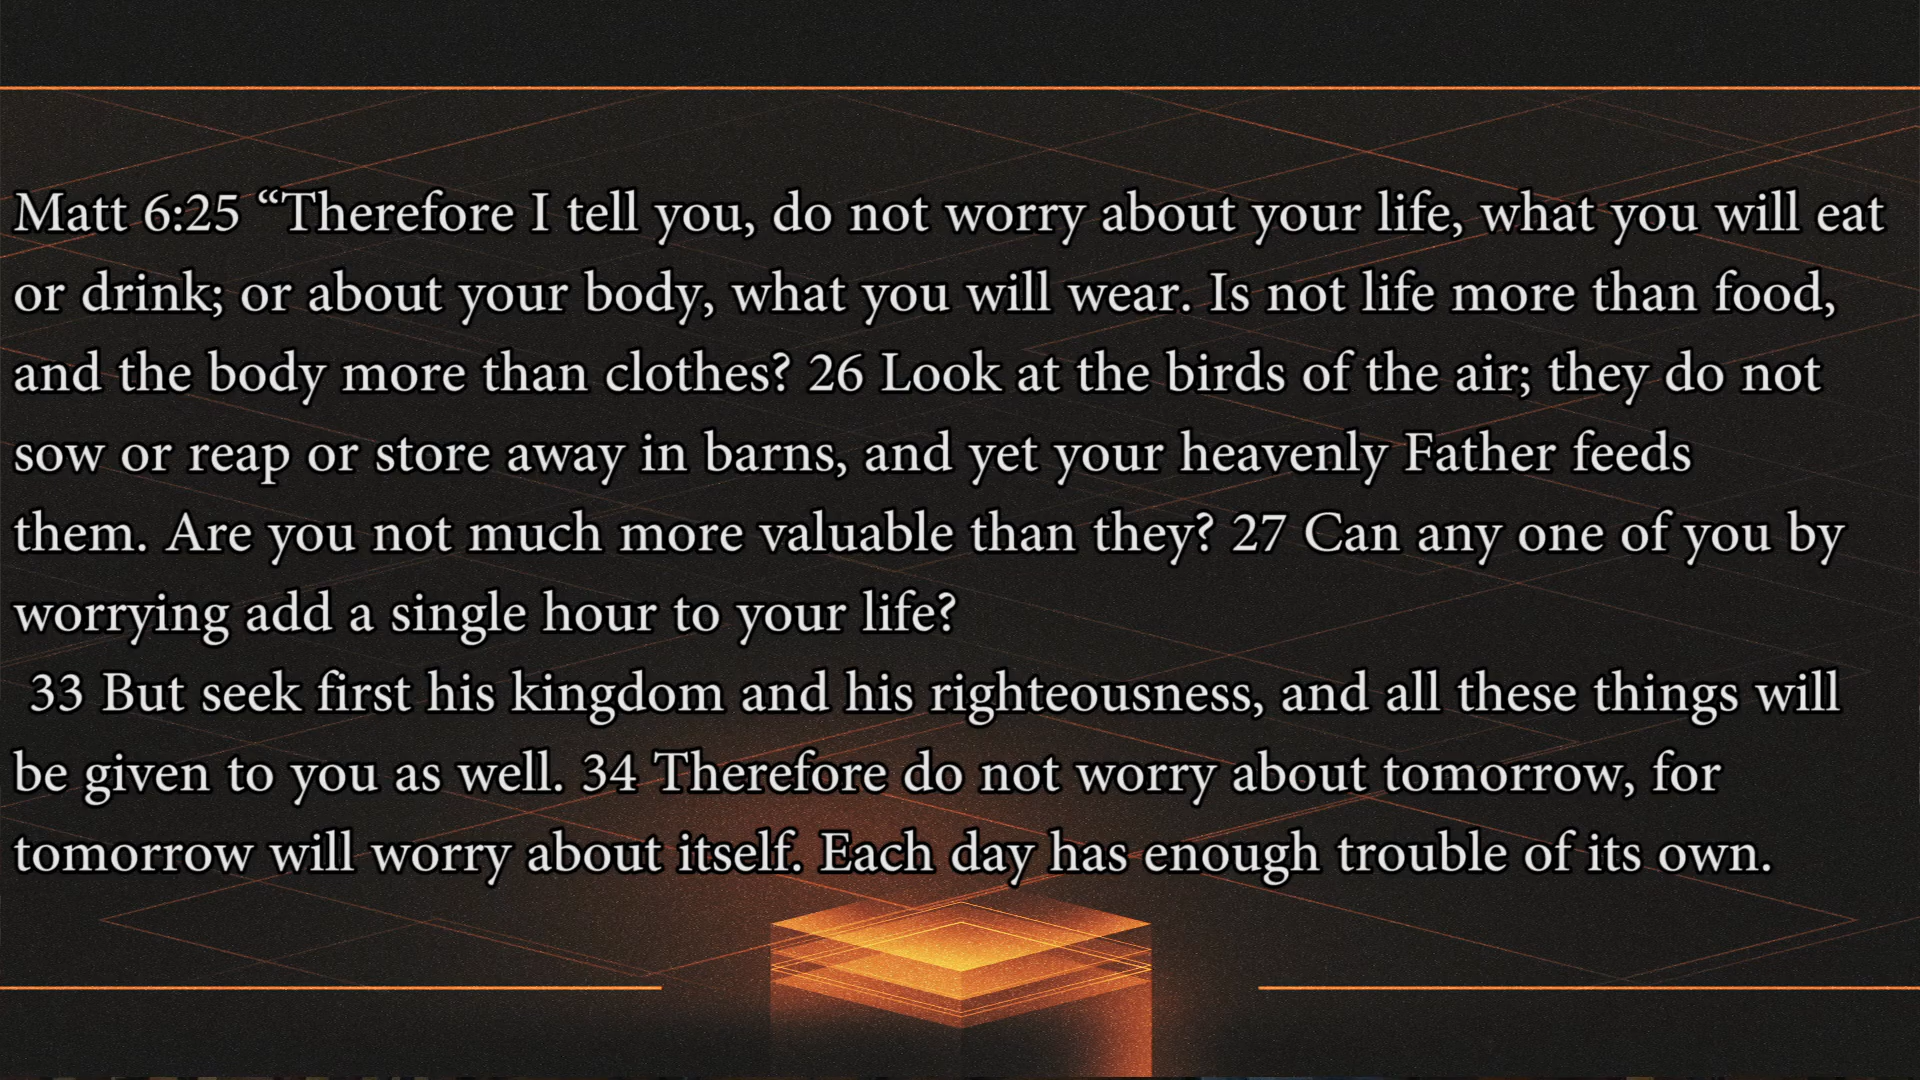 Matt 6:25 “Therefore I tell you, do not worry about your life, what you will eat
or drink; or about your body, what you will wear. Is not life more than food,
and the body more than clothes? 26 Look at the birds of the air; they do not
sow or reap or store away in barns, and yet your heavenly Father feeds
them. Are you not much more valuable than they? 27 Can any one of you by
worrying add a single hour to your life?
33 But seek first his kingdom and his righteousness, and all these things will
be given to you as well. 34 Therefore do not worry about tomorrow, for
tomorrow will worry about itself. Each day has enough trouble of its own.